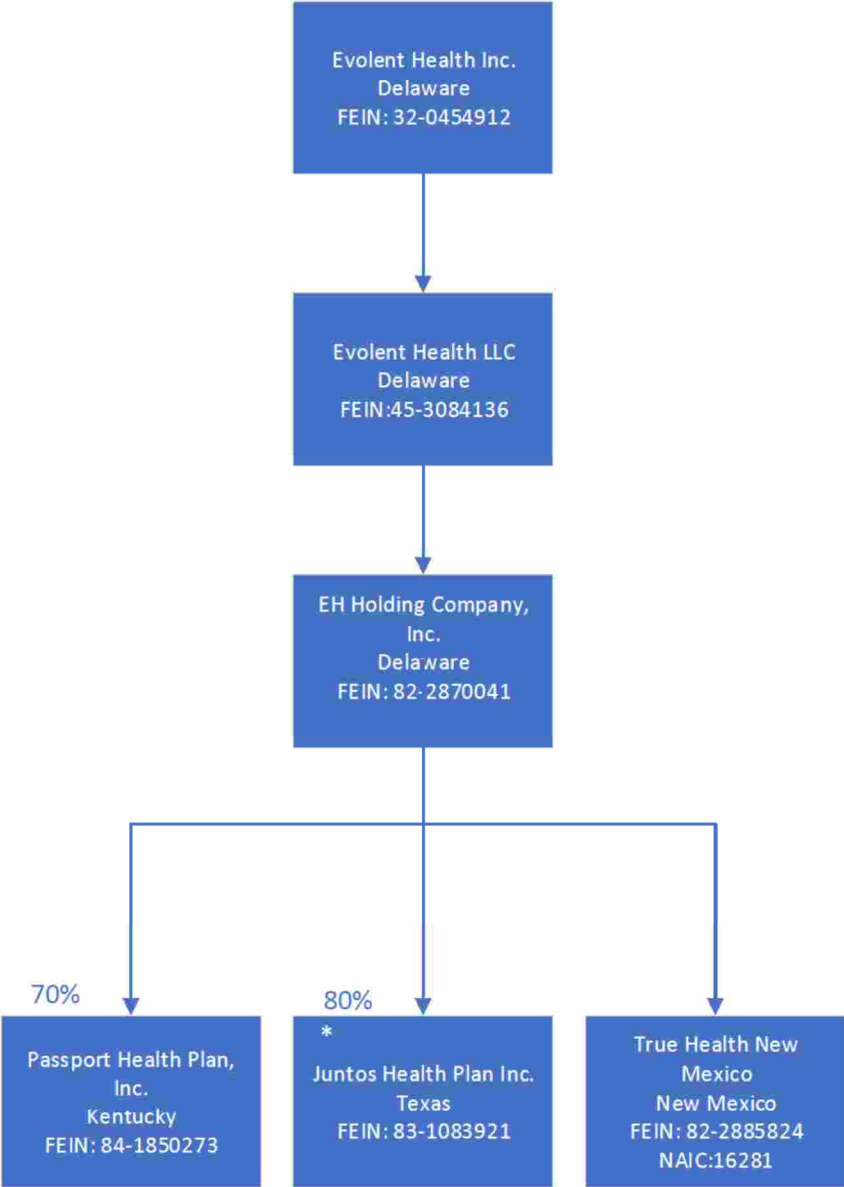 Evolent Health Inc.
Delaware
FEIN: 32-0454912
Evolent Health LLC
Delaware
FEIN:45-3084136
EH Holding Company,
Inc.
Delaware
FEIN: 82-2870041
70%
80%
*
Passport Health Plan,
Inc.
Kentucky
FEIN: 84-1850273
Juntos Health Plan Inc.
Texas
FEIN: 83-1083921
True Health New
Mexico
New Mexico
FEIN: 82-2885824
NAIC:16281